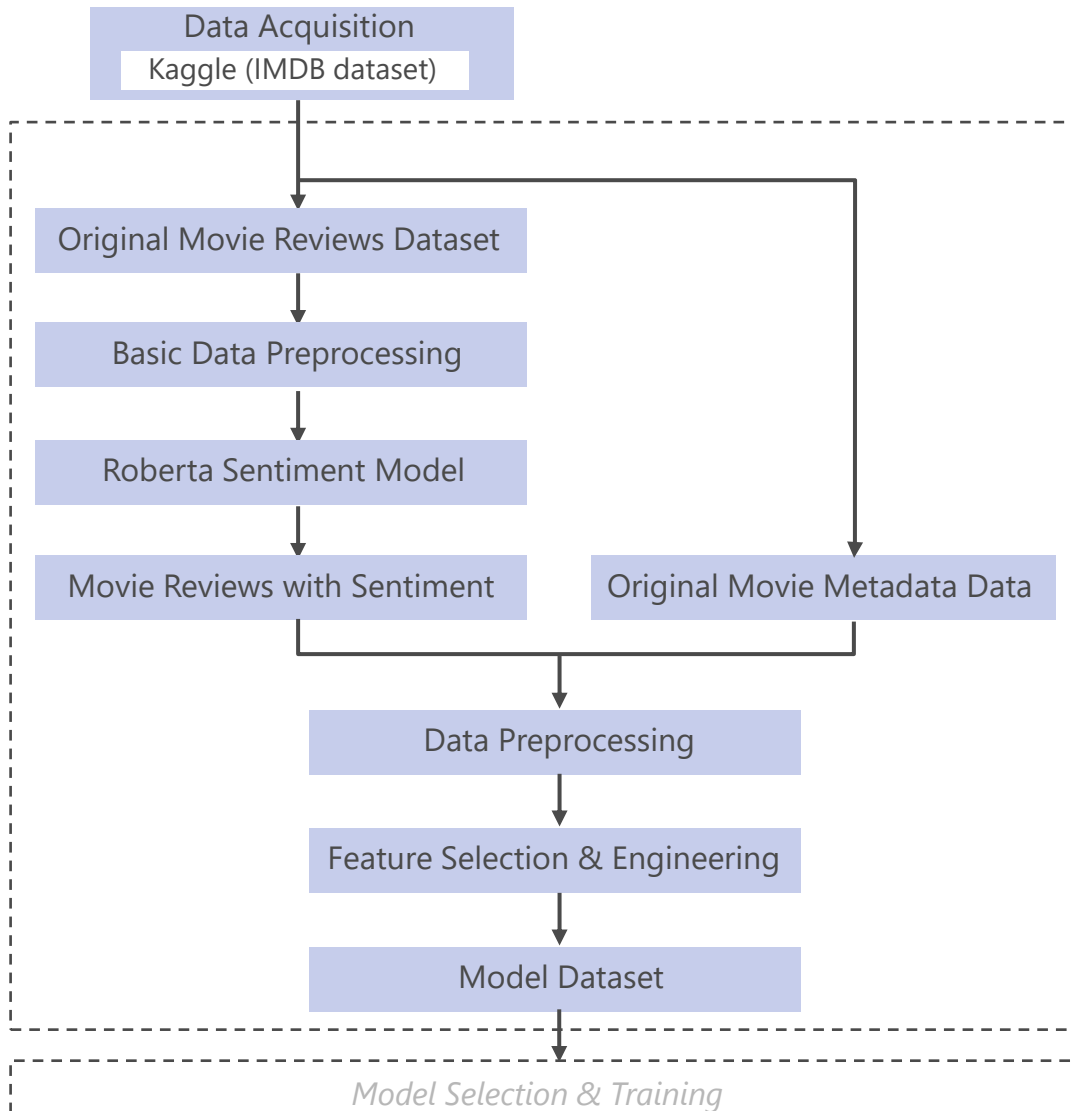 Data Acquisition
Kaggle (IMDB dataset)
Original Movie Reviews Dataset
Basic Data Preprocessing
Roberta Sentiment Model
Movie Reviews with Sentiment
Original Movie Metadata Data
Data Preprocessing
Feature Selection & Engineering
Model Dataset
Model Selection & Training